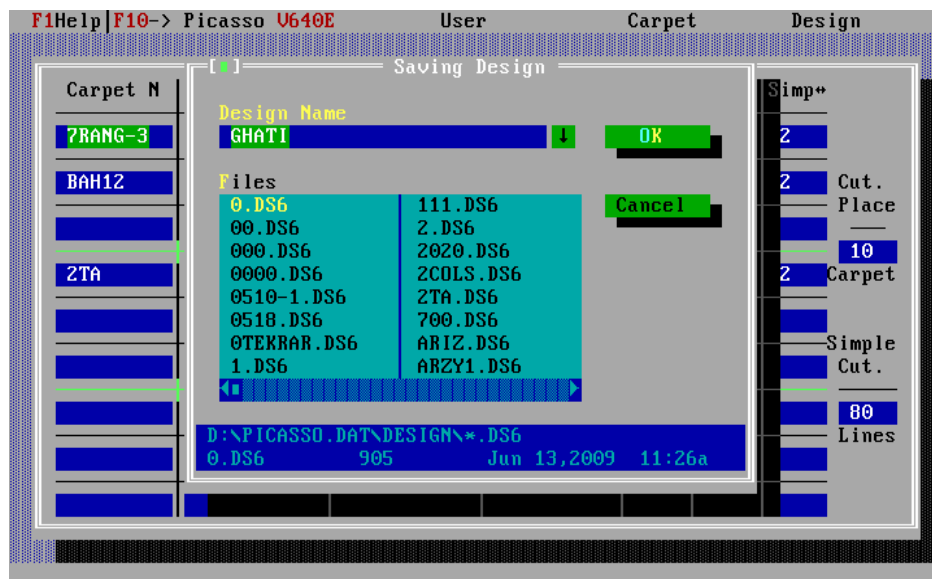 F1Help|F10-> Picasso V640E User Carpet Design
[■] Saving Design
Carpet N
Simp↔
Design Name
7RANG-3
GHATI ↓
OK
2
BAH12
Files
2
Cut.
0.DS6 111.DS6
Cancel
Place
00.DS6 2.DS6
000.DS6 2020.DS6
10
2TA
0000.DS6 2COLS.DS6
2
Carpet
0510-1.DS6 2TA.DS6
0518.DS6 700.DS6
0TEKRAR.DS6 ARIZ.DS6
Simple
1.DS6 ARZY1.DS6
Cut.
80
D:\PICASSO.DAT\DESIGN\*.DS6
Lines
0.DS6 905 Jun 13,2009 11:26a